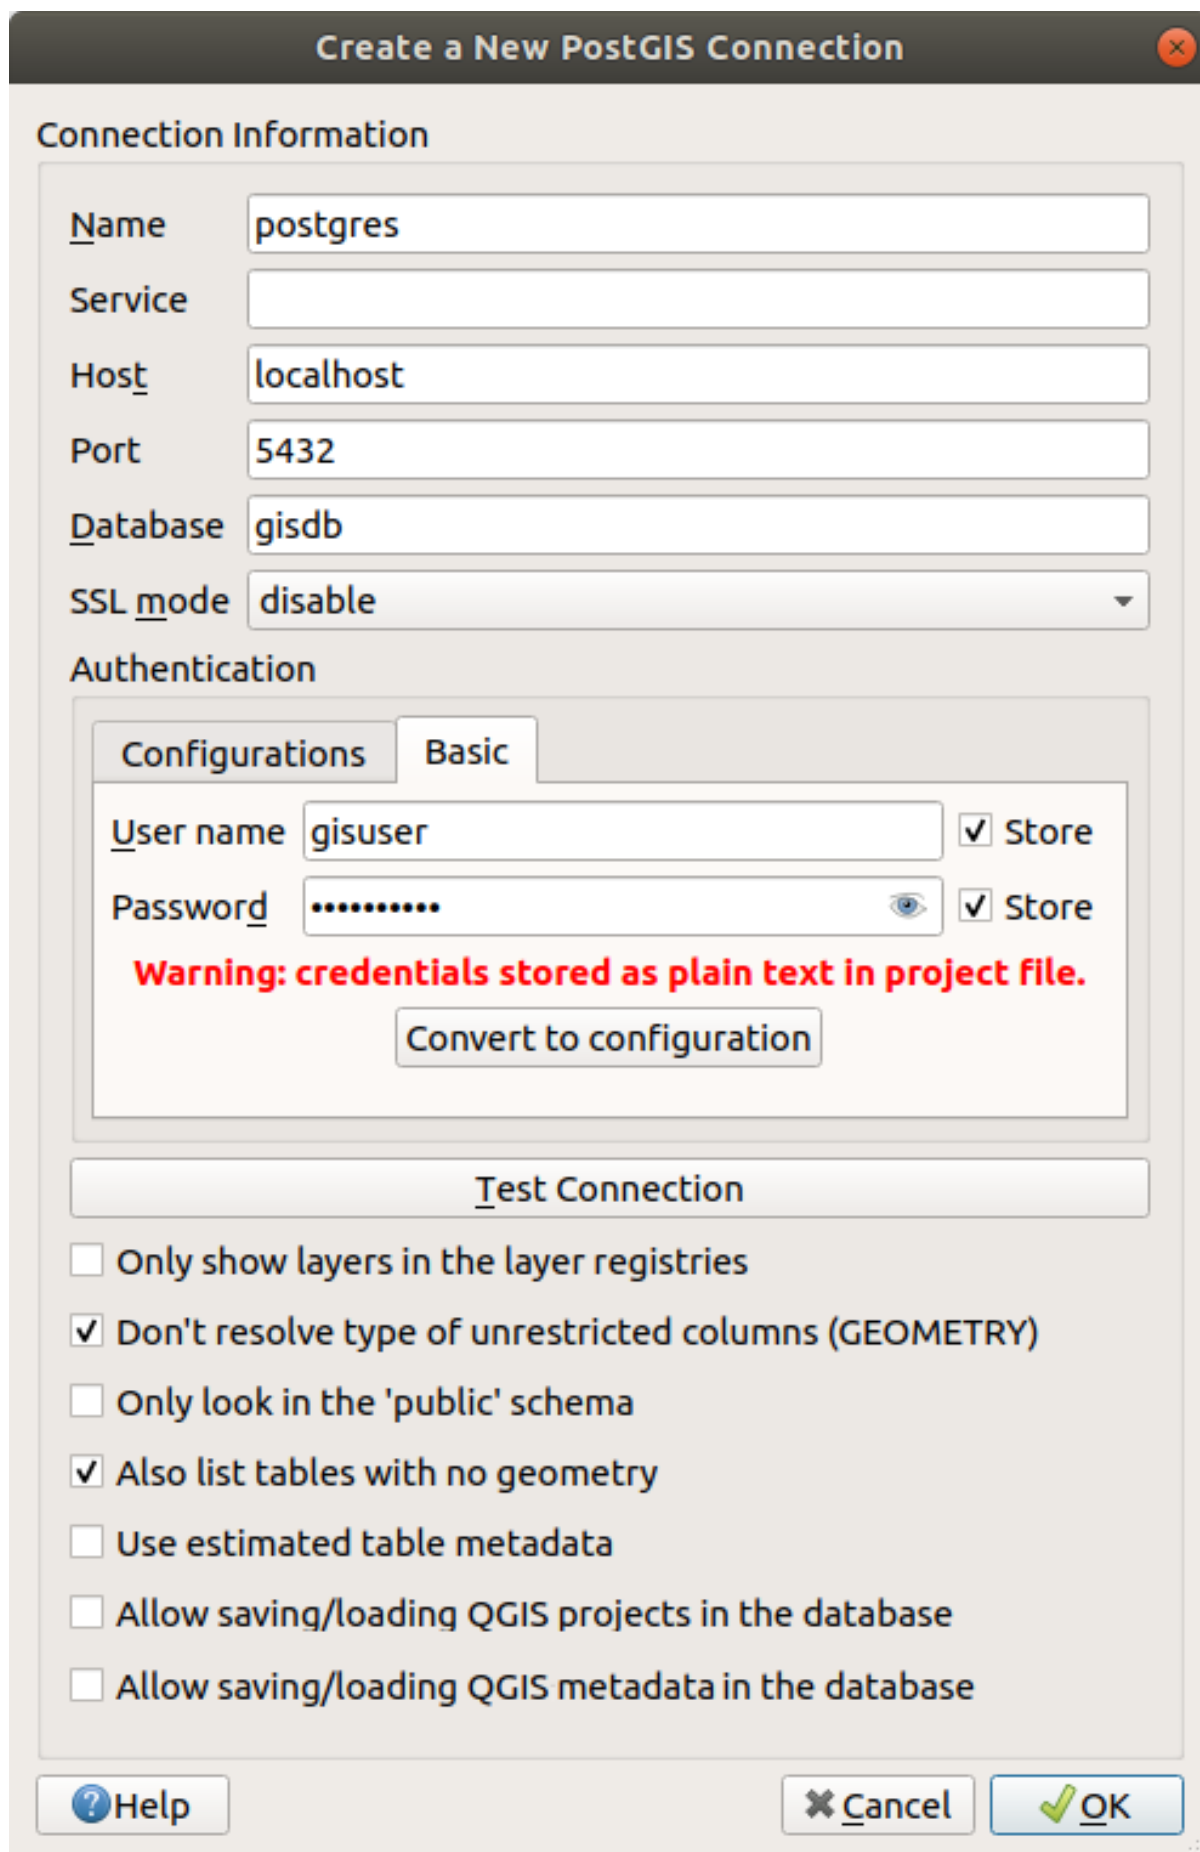 Create a New PostGIS Connection
Connection Information
Name postgres
Service
Host localhost
Port 5432
Database gisdb
SSL mode disable
Authentication
Configurations Basic
User name gisuser Store
Password •••••••••• Store
Warning: credentials stored as plain text in project file.
Convert to configuration
Test Connection
Only show layers in the layer registries
Don't resolve type of unrestricted columns (GEOMETRY)
Only look in the 'public' schema
Also list tables with no geometry
Use estimated table metadata
Allow saving/loading QGIS projects in the database
Allow saving/loading QGIS metadata in the database
Help Cancel OK